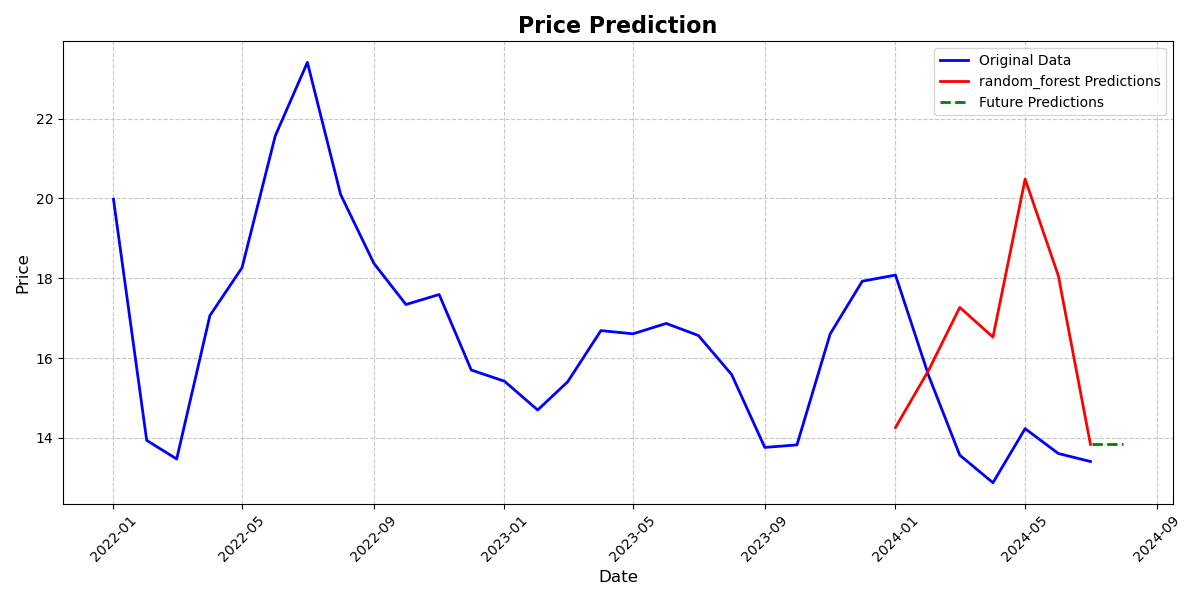 Price Prediction
Original Data
random_forest Predictions
Future Predictions
Price
22
20
18
16
14
2022-01
2022-05
2022-09
2023-01
2023-05
2023-09
2024-01
2024-05
2024-09
Date